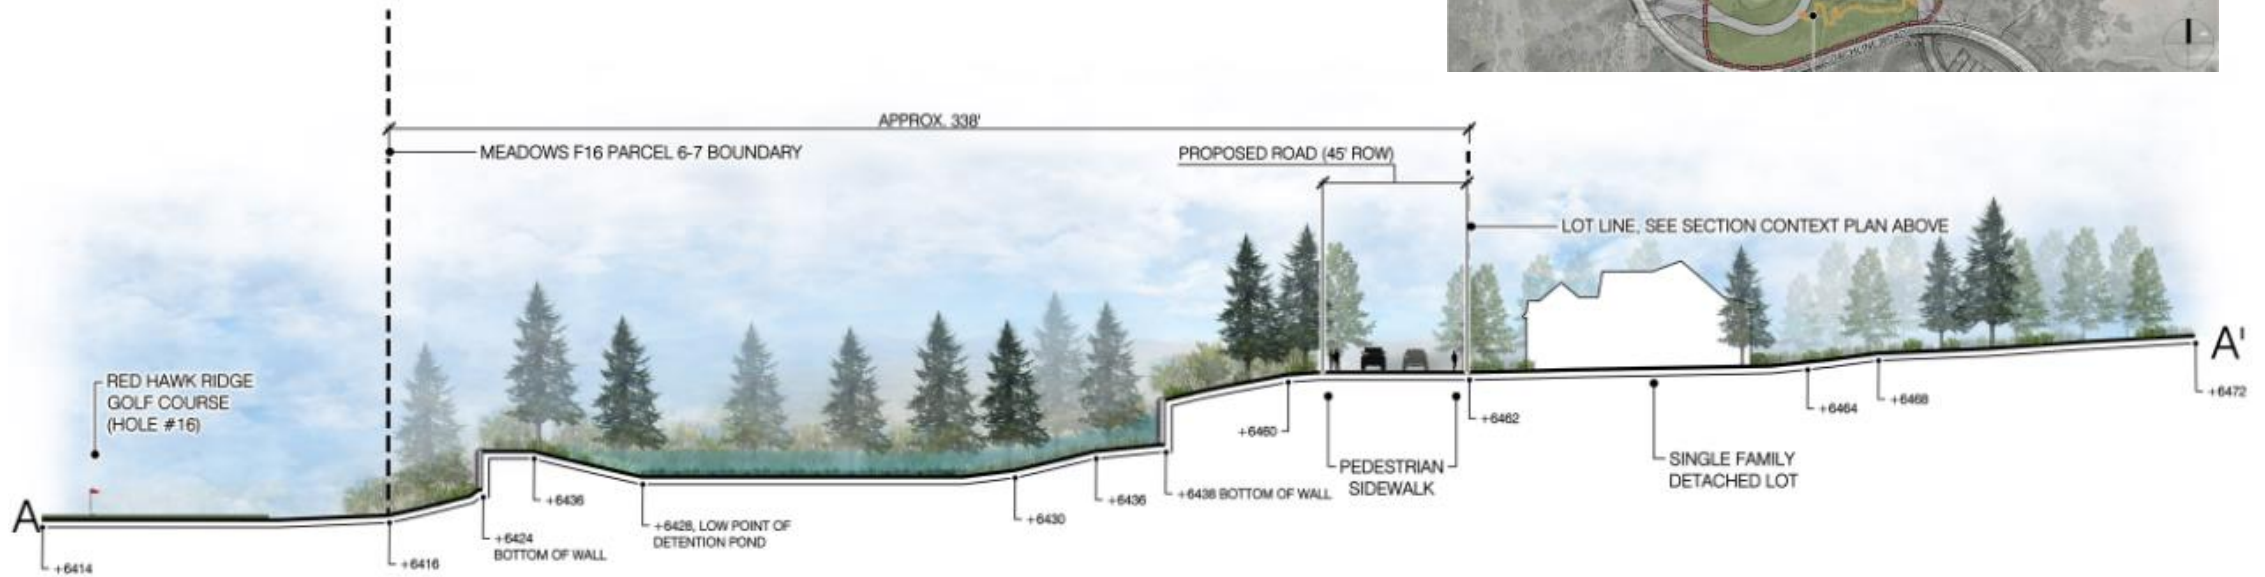 APPROX. 338'
MEADOWS F16 PARCEL 6-7 BOUNDARY
PROPOSED ROAD (45' ROW)
LOT LINE, SEE SECTION CONTEXT PLAN ABOVE
RED HAWK RIDGE
GOLF COURSE
(HOLE #16)
A
A'
+6414
+6416
+6424
BOTTOM OF WALL
+6436
+6428, LOW POINT OF
DETENTION POND
+6430
+6436
+6438 BOTTOM OF WALL
+6460
PEDESTRIAN
SIDEWALK
+6462
SINGLE FAMILY
DETACHED LOT
+6464
+6468
+6472